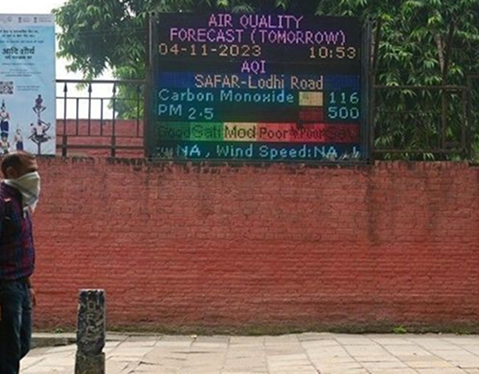 AIR QUALITY
FORECAST (TOMORROW)
04-11-2023 10:53
AQI
SAFAR-Lodhi Road
Carbon Monoxide 116
PM 2.5 500
Good Sati Mod Poor
NA, Wind Speed:NA,
आदि शौर्य